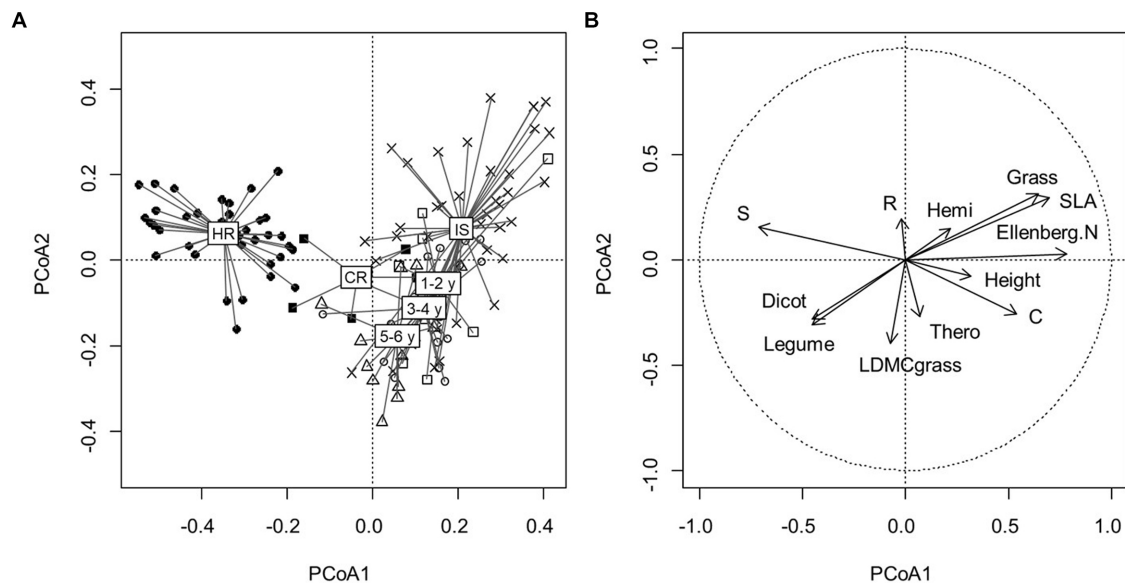 A
B
PCoA2
0.4
0.2
0.0
-0.2
-0.4
HR
CR
IS
1-2 y
3-4 y
5-6 y
-0.4
-0.2
0.0
0.2
0.4
PCoA1
PCoA2
1.0
0.5
0.0
-0.5
-1.0
Grass
SLA
R
Hemi
S
Ellenberg.N
Height
Dicot
C
Thero
Legume
LDMCgrass
-1.0
-0.5
0.0
0.5
1.0
PCoA1